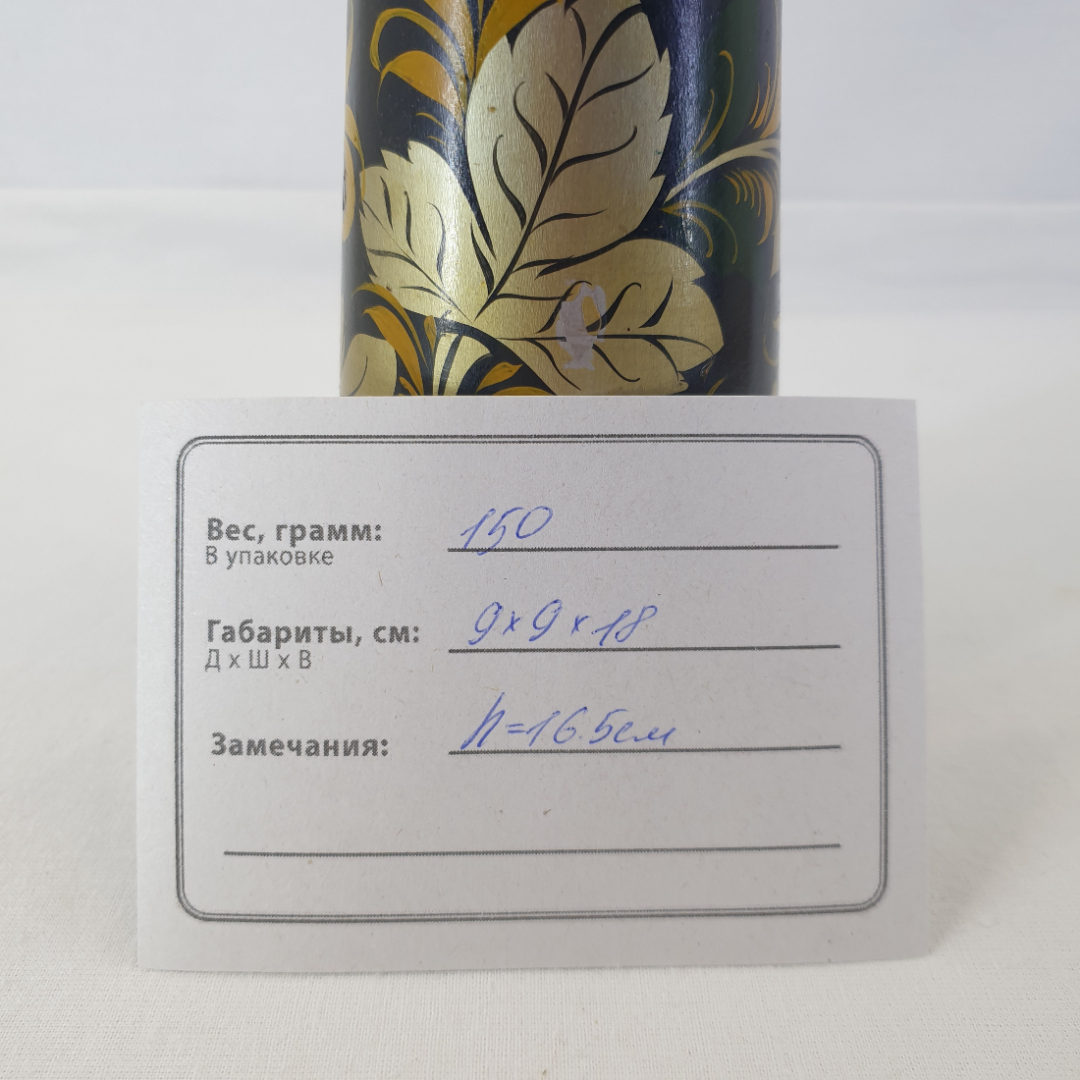 Вес, грамм: 150
В упаковке
Габариты, см: 9 x 9 x 18
Д x Ш x В
Замечания: h=16.5см